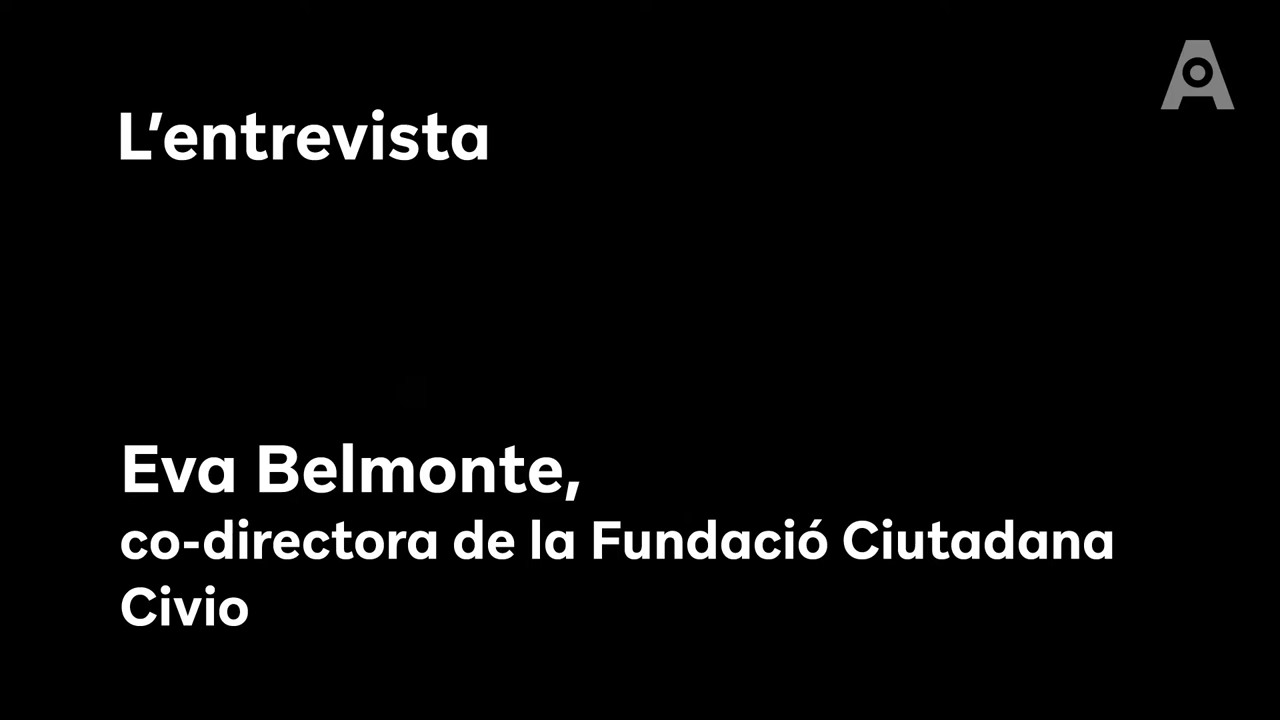 L’entrevista
Eva Belmonte,
co-directora de la Fundació Ciutadana
Civio